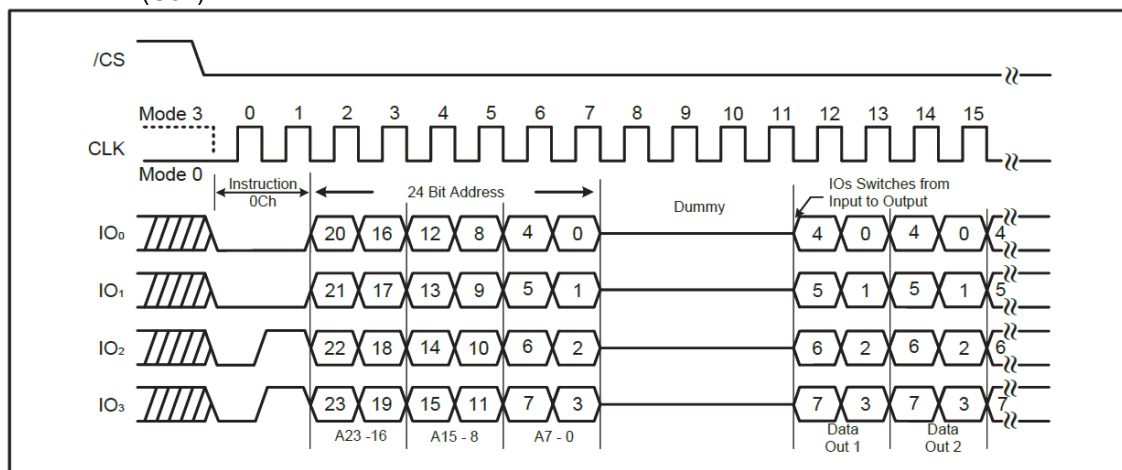 /CS
Mode 3 0 1 2 3 4 5 6 7 8 9 10 11 12 13 14 15
CLK
Mode 0
Instruction
0Ch
24 Bit Address
Dummy
IOs Switches from
Input to Output
IO₀ 20 16 12 8 4 0 4 0 4 0 4
IO₁ 21 17 13 9 5 1 5 1 5 1 5
IO₂ 22 18 14 10 6 2 6 2 6 2 6
IO₃ 23 19 15 11 7 3 7 3 7 3 7
A23 -16 A15 - 8 A7 - 0
Data
Out 1
Data
Out 2